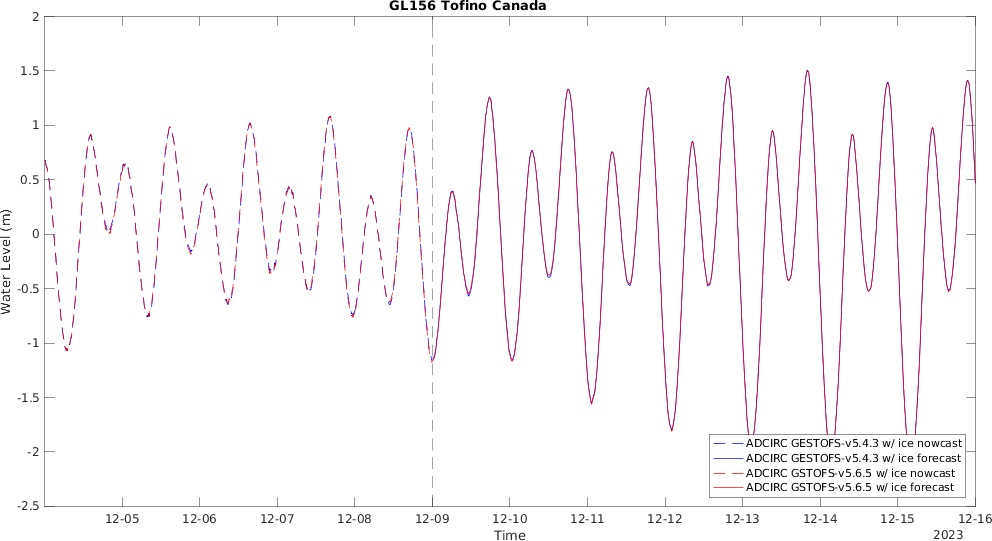 GL156 Tofino Canada
2
1.5
1
0.5
0
-0.5
-1
-1.5
-2
-2.5
Water Level (m)
ADCIRC GESTOFS-v5.4.3 w/ ice nowcast
ADCIRC GESTOFS-v5.4.3 w/ ice forecast
ADCIRC GSTOFS-v5.6.5 w/ ice nowcast
ADCIRC GSTOFS-v5.6.5 w/ ice forecast
12-05 12-06 12-07 12-08 12-09 12-10 12-11 12-12 12-13 12-14 12-15 12-16
Time
2023